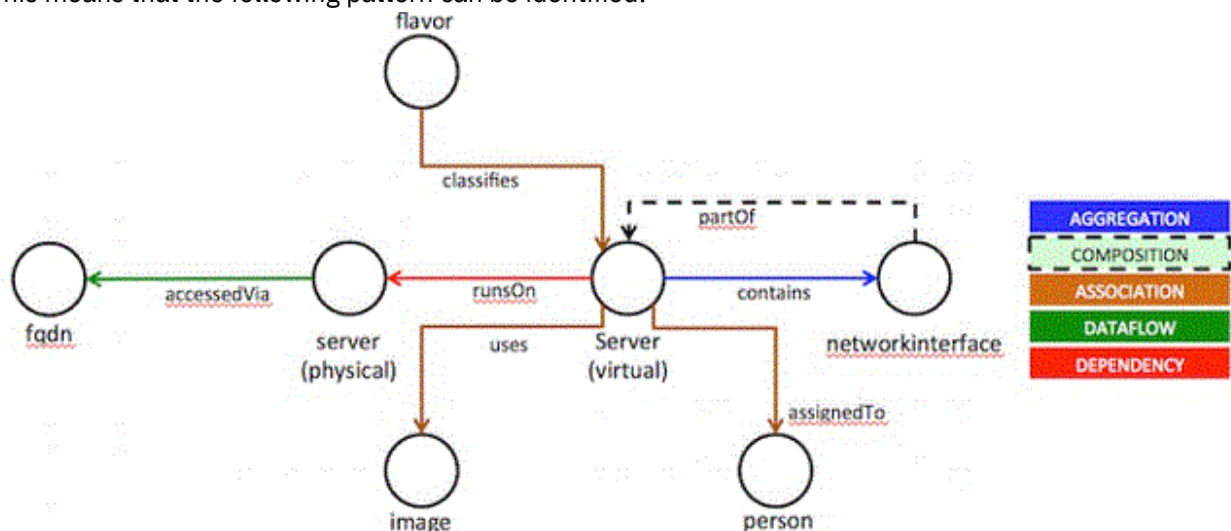 his means that the following pattern can be identified:
flavor
classifies
partOf
AGGREGATION
COMPOSITION
ASSOCIATION
DATAFLOW
DEPENDENCY
accessedVia
runsOn
contains
fqdn
server
(physical)
uses
Server
(virtual)
networkinterface
assignedTo
image
person